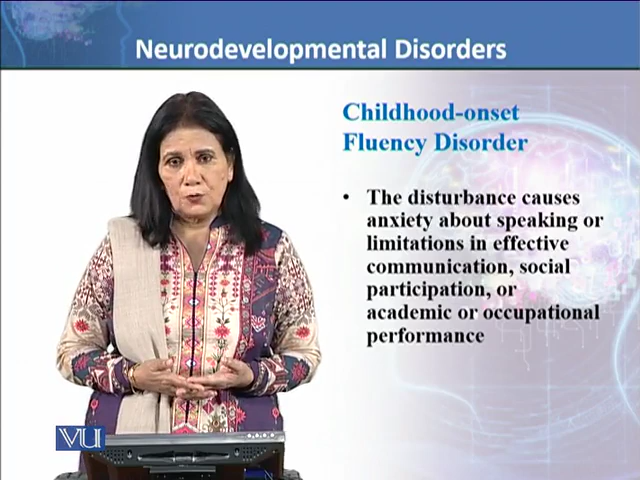 Neurodevelopmental Disorders
Childhood-onset
Fluency Disorder
• The disturbance causes
anxiety about speaking or
limitations in effective
communication, social
participation, or
academic or occupational
performance
VU